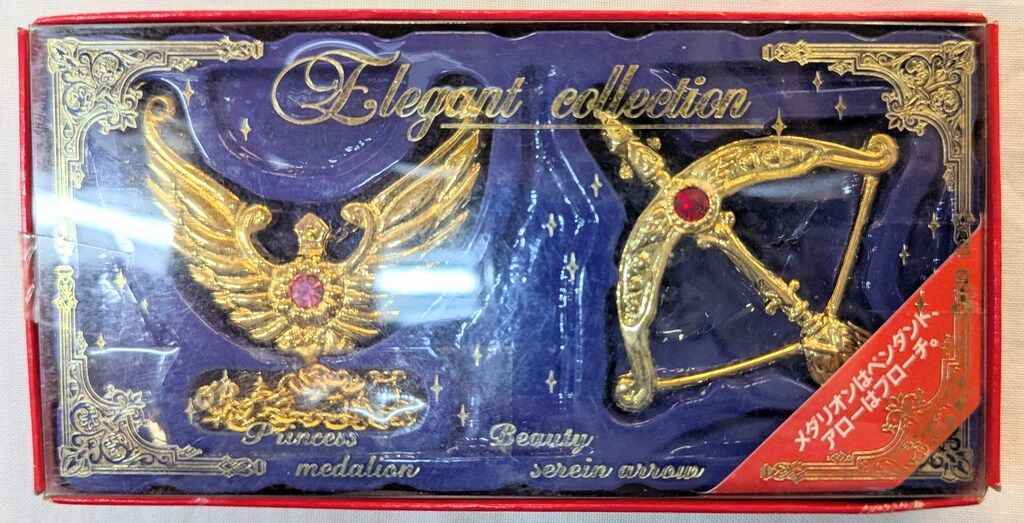 Elegant collection
Princess
medalion
Beauty
serein arrow
メダリオンはペンダント、
アローはブローチ。